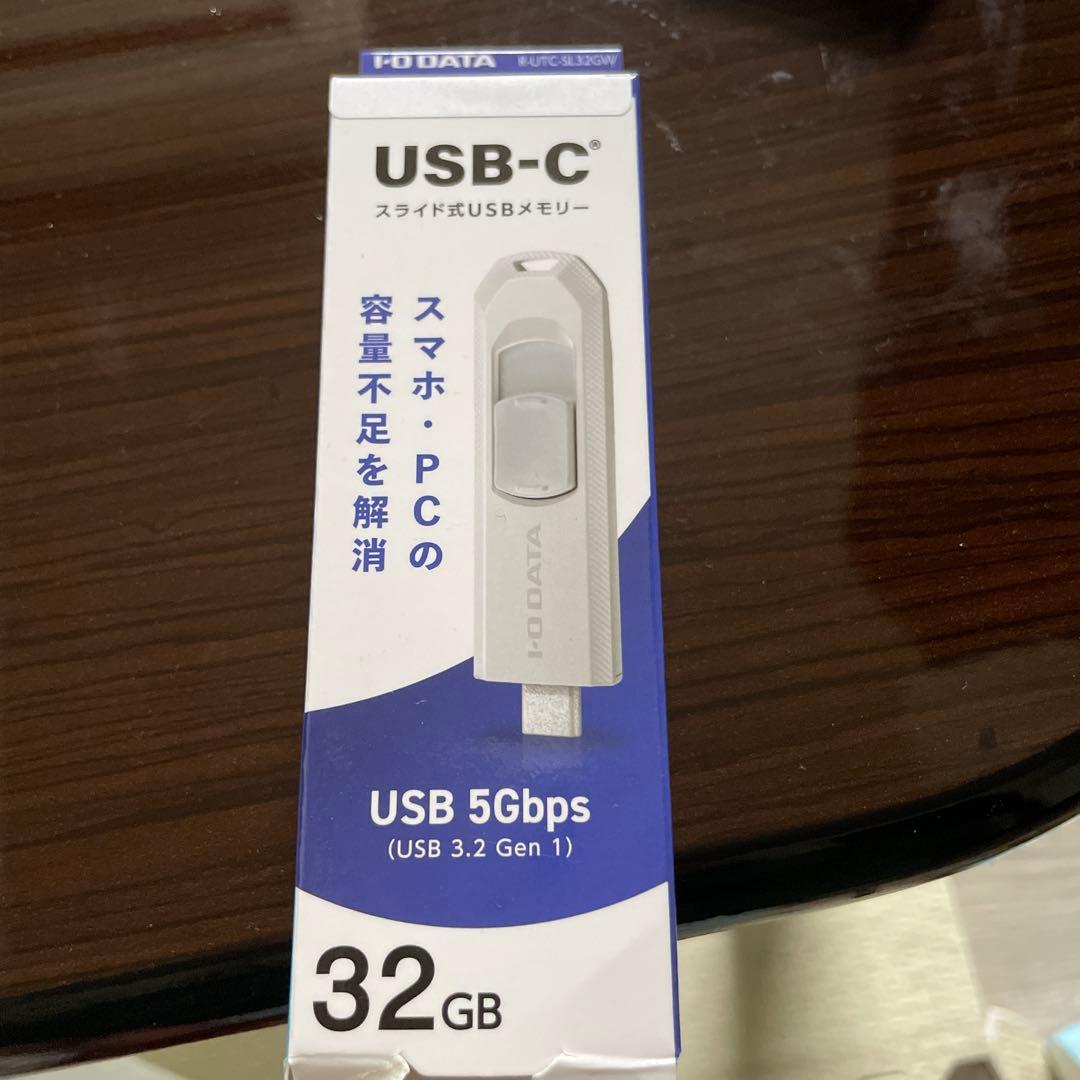 I-O DATA
USB-C®
スライド式USBメモリー
スマホ・PCの
容量不足を解消
I-O DATA
USB 5Gbps
(USB 3.2 Gen 1)
32GB